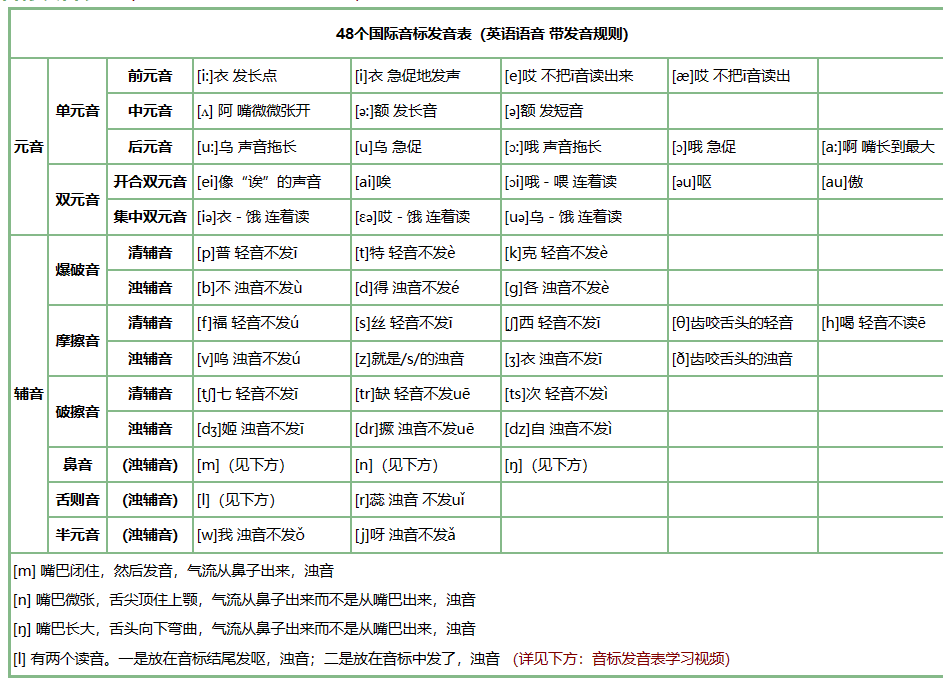 48个国际音标发音表（英语语音 带发音规则)
元音 单元音 前元音 [i:]衣 发长点 [i]衣 急促地发声 [e]哎 不把ī音读出来 [æ]哎 不把ī音读出
中元音 [ʌ] 阿 嘴微微张开 [ə:]额 发长音 [ə]额 发短音
后元音 [u:]乌 声音拖长 [u]乌 急促 [ɔ:]哦 声音拖长 [ɔ]哦 急促 [a:]啊 嘴长到最大
双元音 开合双元音 [ei]像“诶”的声音 [ai]唉 [ɔi]哦 - 喂 连着读 [əu]呕 [au]傲
集中双元音 [iə]衣 - 饿 连着读 [ɛə]哎 - 饿 连着读 [uə]乌 - 饿 连着读
辅音 爆破音 清辅音 [p]普 轻音不发ī [t]特 轻音不发è [k]克 轻音不发è
浊辅音 [b]不 浊音不发ù [d]得 浊音不发é [g]各 浊音不发è
摩擦音 清辅音 [f]福 轻音不发ú [s]丝 轻音不发ī [ʃ]西 轻音不发ī [θ]齿咬舌头的轻音 [h]喝 轻音不读ē
浊辅音 [v]呜 浊音不发ú [z]就是/s/的浊音 [ʒ]衣 浊音不发ī [ð]齿咬舌头的浊音
破擦音 清辅音 [tʃ]七 轻音不发ī [tr]缺 轻音不发uē [ts]次 轻音不发ì
浊辅音 [dʒ]姬 浊音不发ī [dr]撅 浊音不发uē [dz]自 浊音不发ì
鼻音 (浊辅音) [m]（见下方） [n]（见下方） [ŋ]（见下方）
舌则音 (浊辅音) [l]（见下方） [r]蕊 浊音 不发uǐ
半元音 (浊辅音) [w]我 浊音不发ǒ [j]呀 浊音不发ǎ
[m] 嘴巴闭住，然后发音，气流从鼻子出来，浊音
[n] 嘴巴微张，舌尖顶住上颚，气流从鼻子出来而不是从嘴巴出来，浊音
[ŋ] 嘴巴长大，舌头向下弯曲，气流从鼻子出来而不是从嘴巴出来，浊音
[l] 有两个读音。一是放在音标结尾发呕，浊音；二是放在音标中发了，浊音 （详见下方：音标发音表学习视频)